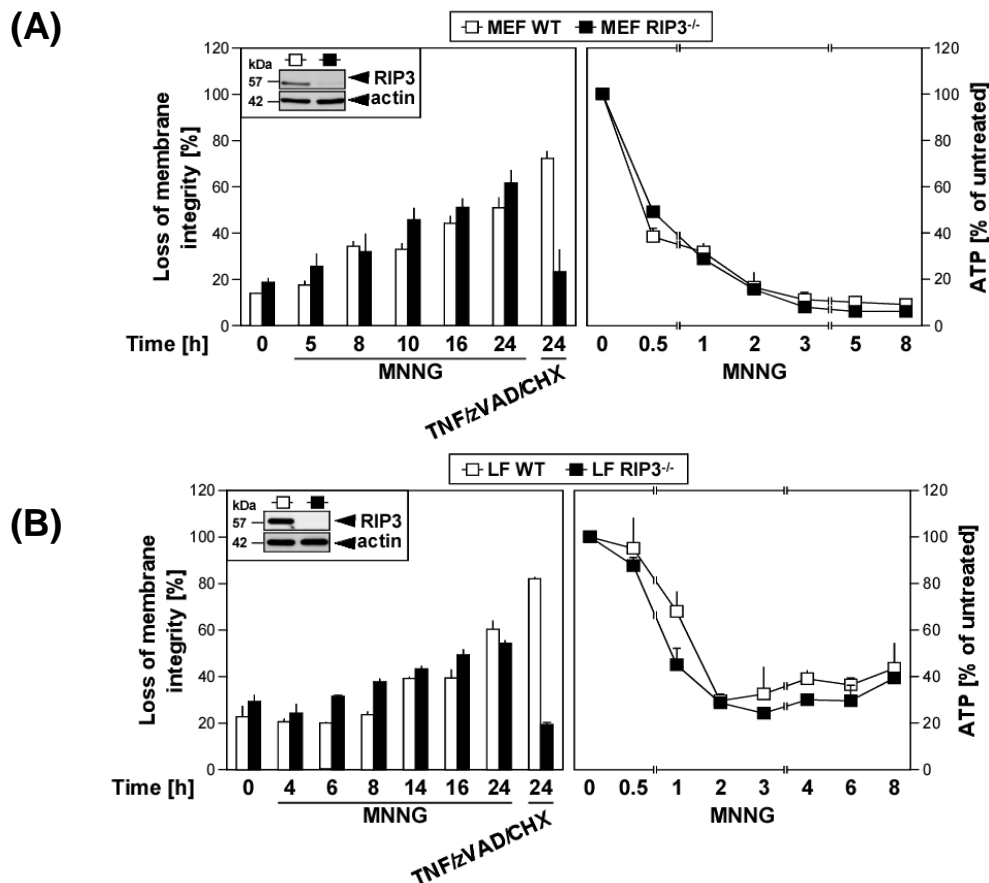 (A)
MEF WT MEF RIP3-/-
120 100 80 60 40 20 0
Loss of membrane integrity [%]
kDa
57 RIP3
42 actin
120 100 80 60 40 20 0
ATP [% of untreated]
Time [h] 0 5 8 10 16 24 24
MNNG
TNF/zVAD/CHX
0 0.5 1 2 3 5 8
MNNG
(B)
LF WT LF RIP3-/-
120 100 80 60 40 20 0
Loss of membrane integrity [%]
kDa
57 RIP3
42 actin
120 100 80 60 40 20 0
ATP [% of untreated]
Time [h] 0 4 6 8 14 16 24 24
MNNG
TNF/zVAD/CHX
0 0.5 1 2 3 4 6 8
MNNG